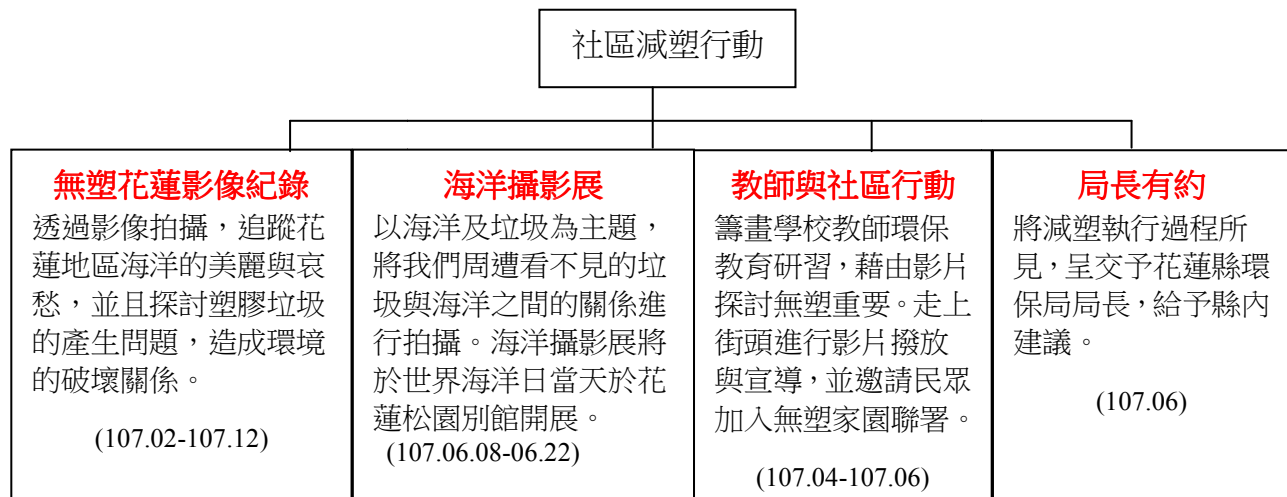 社區減塑行動
無塑花蓮影像紀錄
透過影像拍攝，追蹤花
蓮地區海洋的美麗與哀
愁，並且探討塑膠垃圾
的產生問題，造成環境
的破壞關係。
(107.02-107.12)
海洋攝影展
以海洋及垃圾為主題，
將我們周遭看不見的垃
圾與海洋之間的關係進
行拍攝。海洋攝影展將
於世界海洋日當天於花
蓮松園別館開展。
(107.06.08-06.22)
教師與社區行動
籌畫學校教師環保
教育研習，藉由影片
探討無塑重要。走上
街頭進行影片撥放
與宣導，並邀請民眾
加入無塑家園聯署。
(107.04-107.06)
局長有約
將減塑執行過程所
見，呈交予花蓮縣環
保局局長，給予縣內
建議。
(107.06)